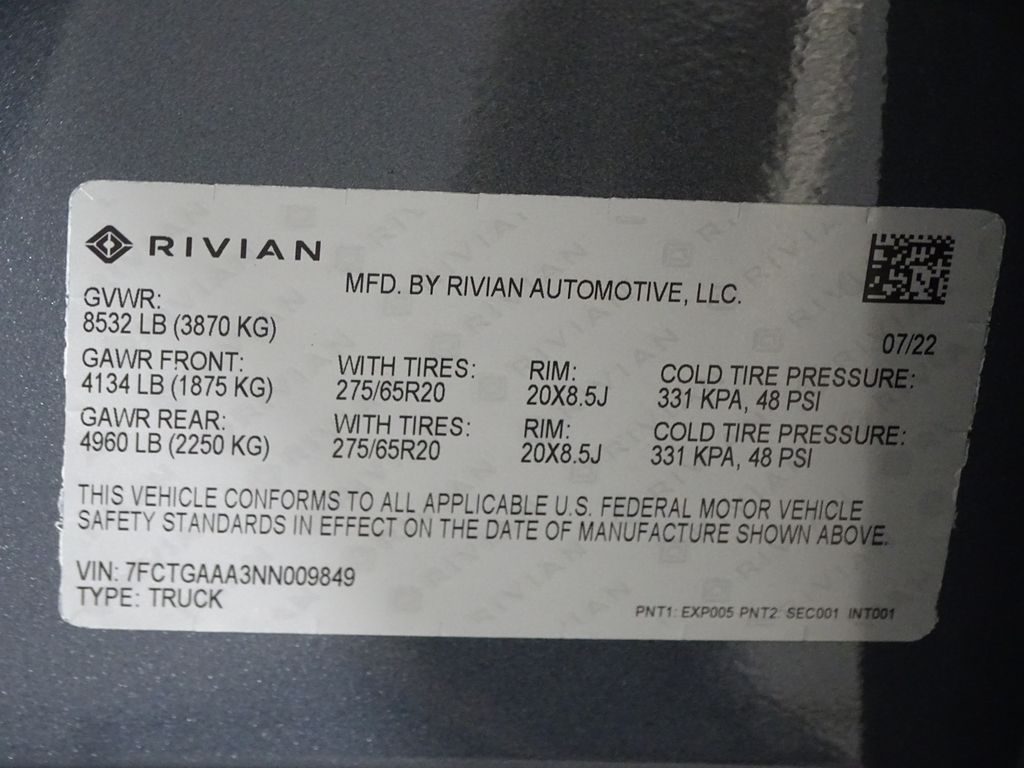 RIVIAN
MFD. BY RIVIAN AUTOMOTIVE, LLC.
GVWR:
8532 LB (3870 KG)
07/22
GAWR FRONT: WITH TIRES: RIM: COLD TIRE PRESSURE:
4134 LB (1875 KG) 275/65R20 20X8.5J 331 KPA, 48 PSI
GAWR REAR: WITH TIRES: RIM: COLD TIRE PRESSURE:
4960 LB (2250 KG) 275/65R20 20X8.5J 331 KPA, 48 PSI
THIS VEHICLE CONFORMS TO ALL APPLICABLE U.S. FEDERAL MOTOR VEHICLE
SAFETY STANDARDS IN EFFECT ON THE DATE OF MANUFACTURE SHOWN ABOVE.
VIN: 7FCTGAAA3NN009849
TYPE: TRUCK
PNT1: EXP005 PNT2: SEC001 INT001